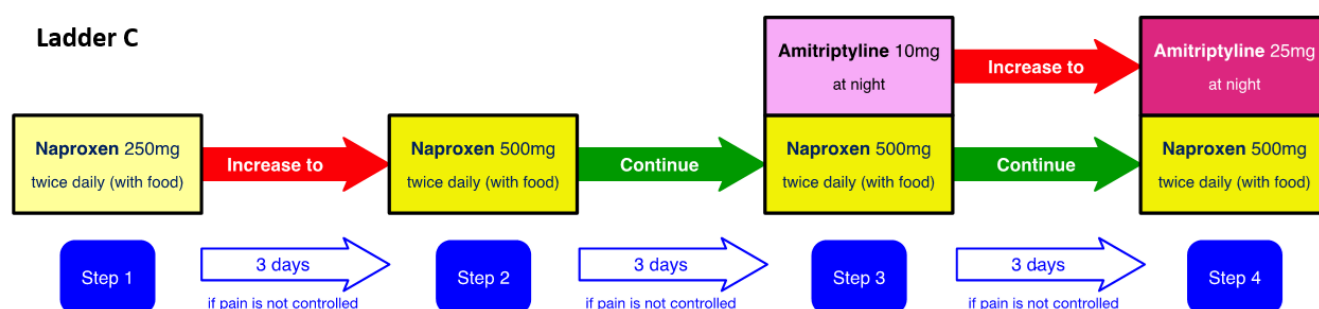 Ladder C
Amitriptyline 10mg
at night
Increase to
Amitriptyline 25mg
at night
Naproxen 250mg
twice daily (with food)
Increase to
Naproxen 500mg
twice daily (with food)
Continue
Naproxen 500mg
twice daily (with food)
Continue
Naproxen 500mg
twice daily (with food)
Step 1
3 days
if pain is not controlled
Step 2
3 days
if pain is not controlled
Step 3
3 days
if pain is not controlled
Step 4